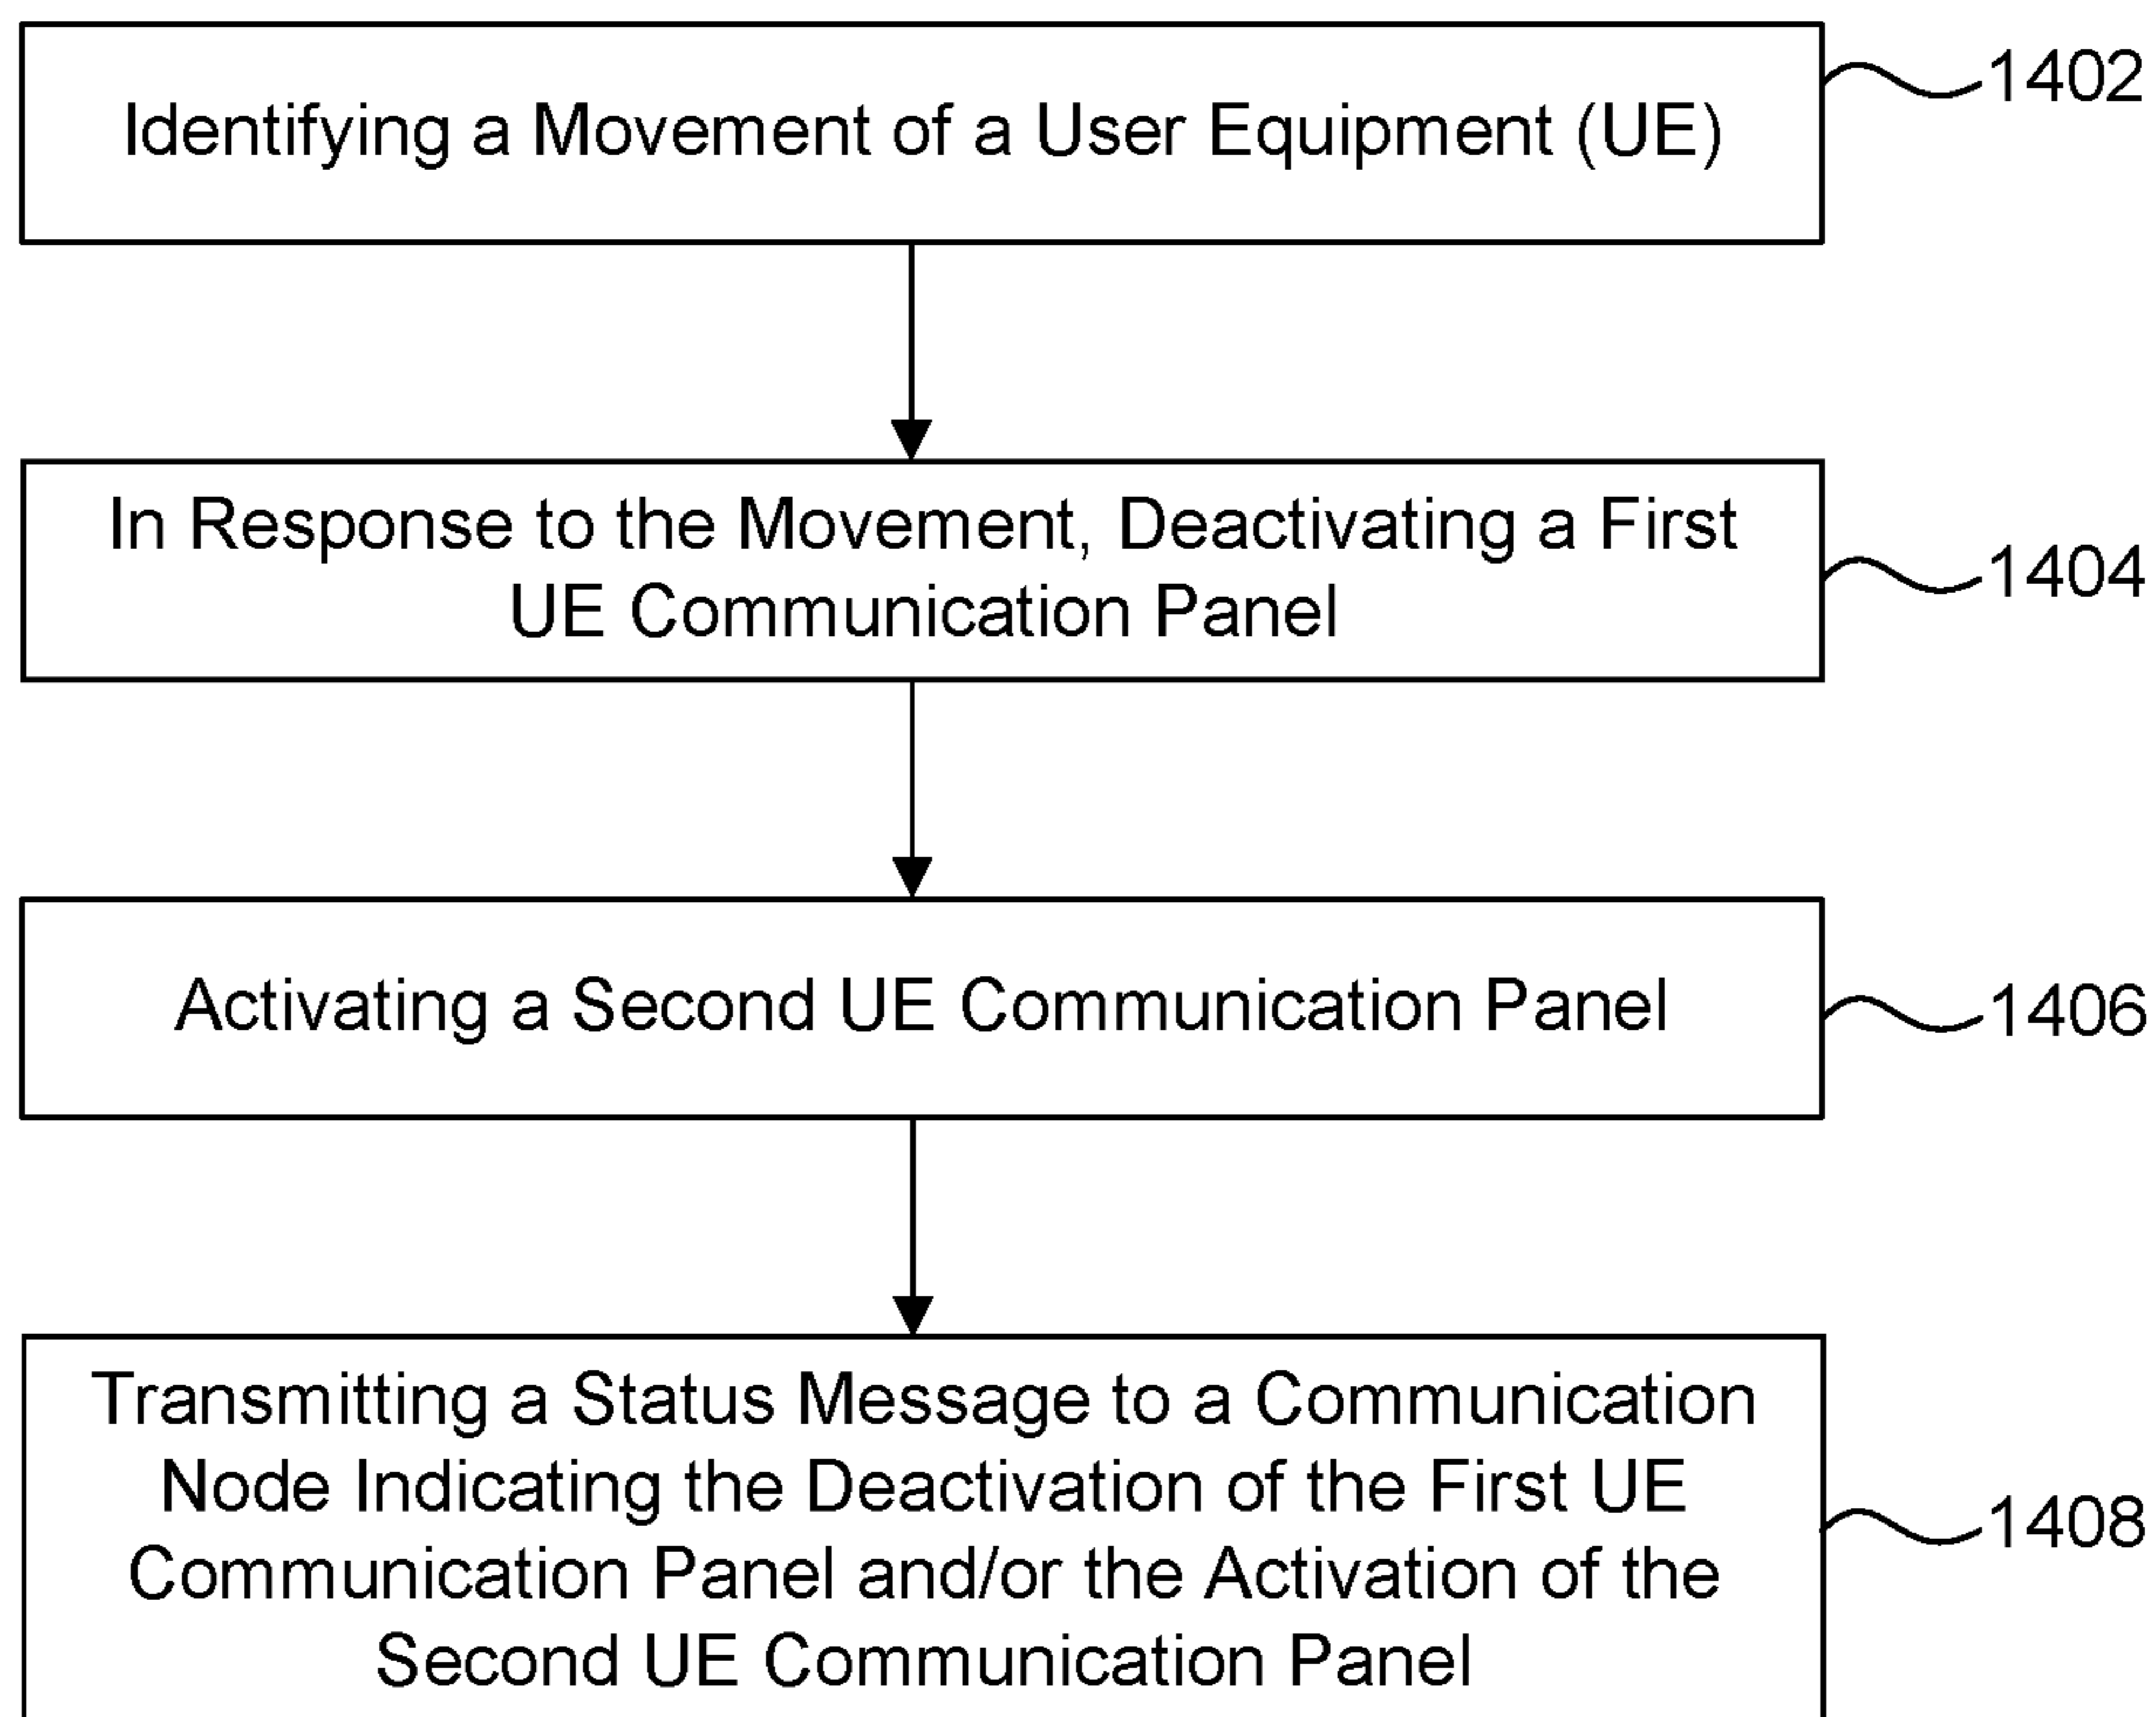 Identifying a Movement of a User Equipment (UE)
1402
In Response to the Movement, Deactivating a First
UE Communication Panel
1404
Activating a Second UE Communication Panel
1406
Transmitting a Status Message to a Communication
Node Indicating the Deactivation of the First UE
Communication Panel and/or the Activation of the
Second UE Communication Panel
1408